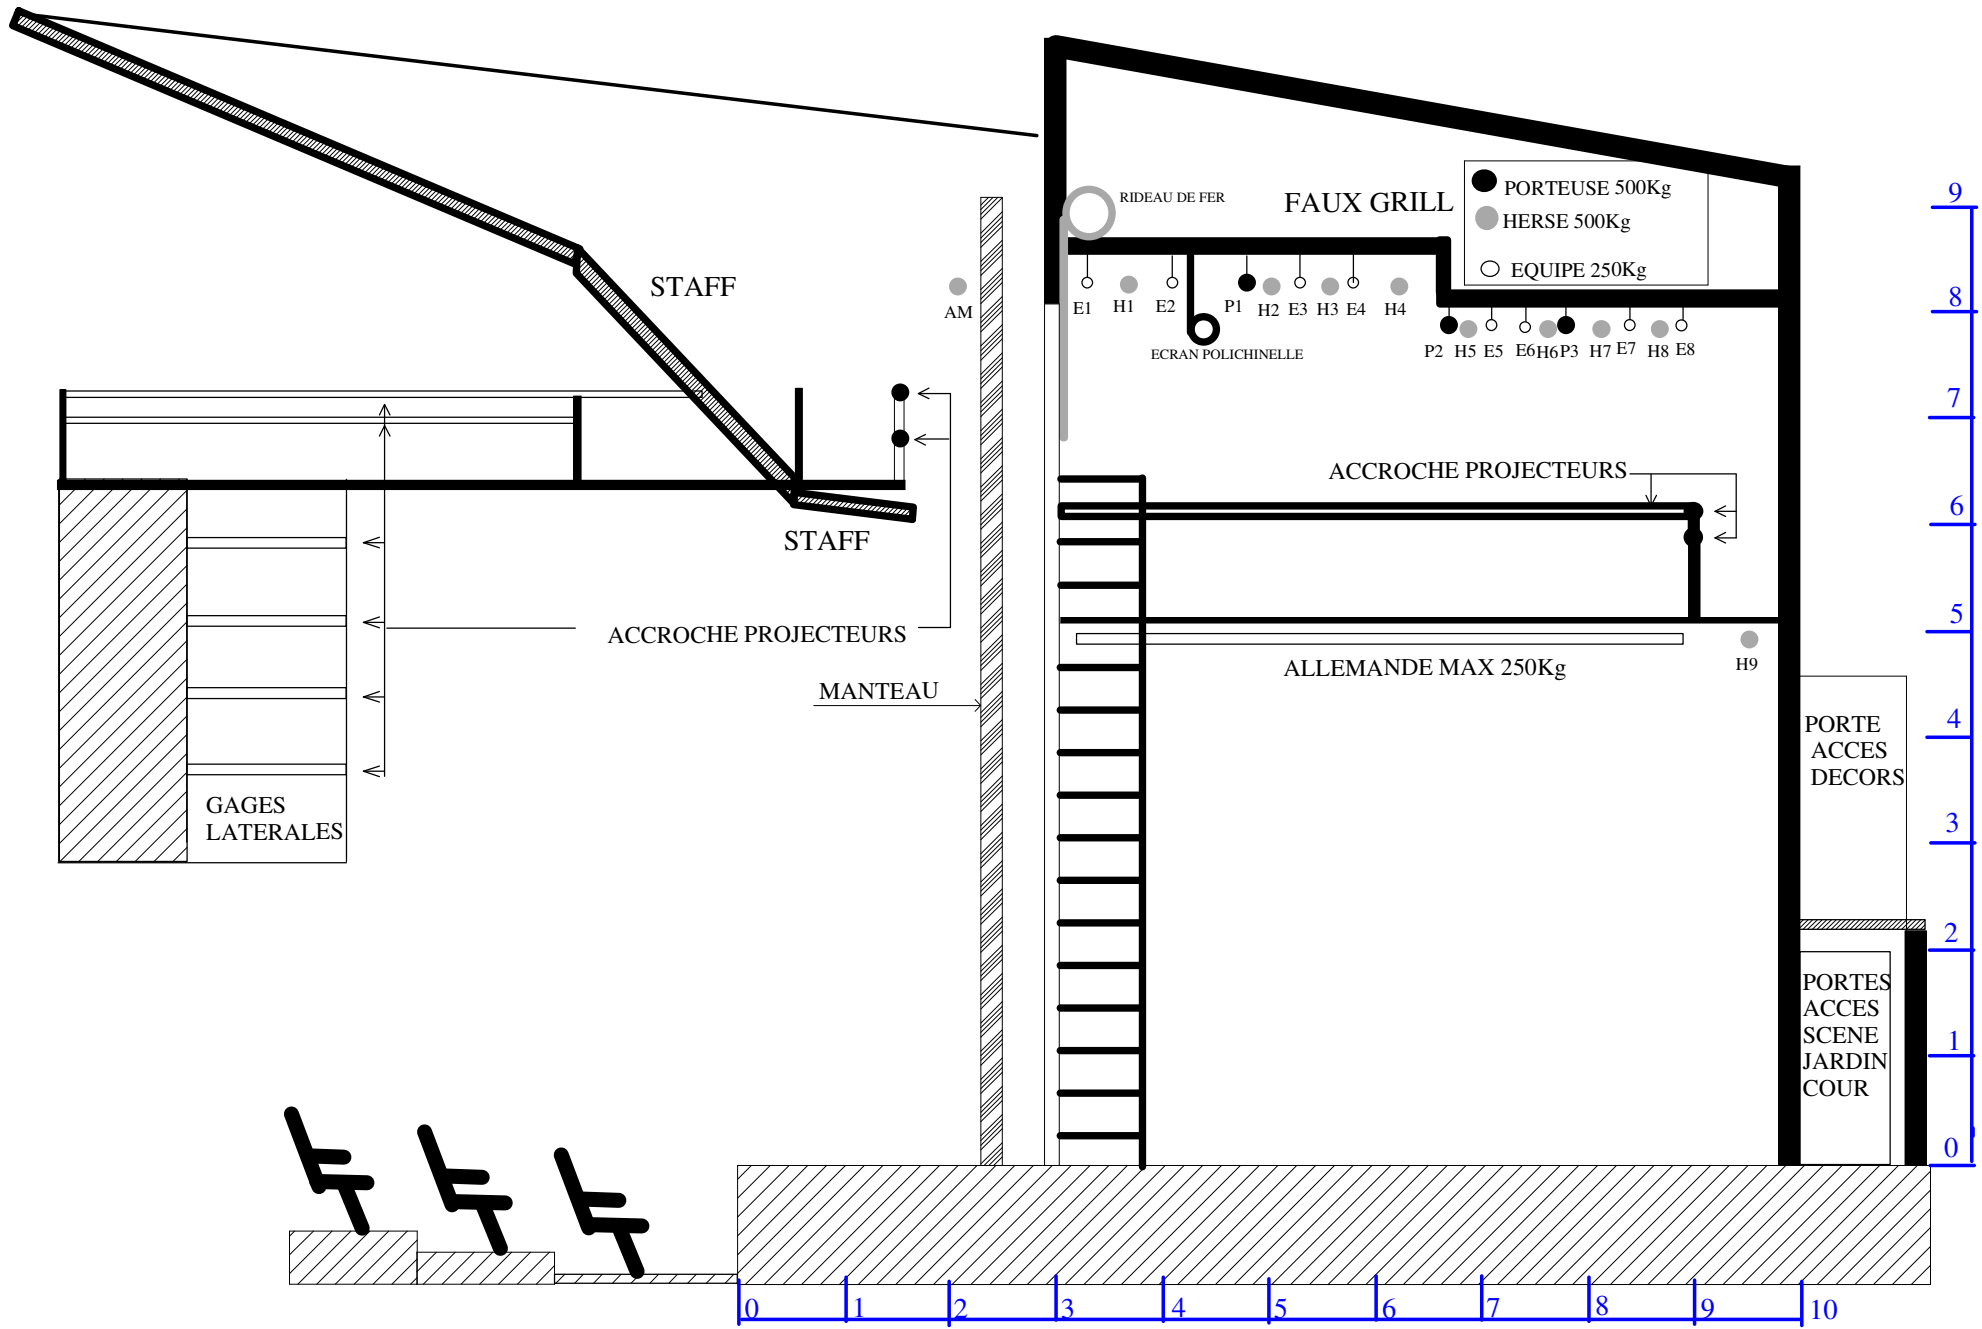 RIDEAU DE FER
FAUX GRILL
PORTEUSE 500Kg
HERSE 500Kg
EQUIPE 250Kg
STAFF
AM
E1
H1
E2
P1
H2
E3
H3
E4
H4
ECRAN POLICHINELLE
P2
H5
E5
E6
H6
P3
H7
E7
H8
E8
ACCROCHE PROJECTEURS
STAFF
ACCROCHE PROJECTEURS
ALLEMANDE MAX 250Kg
H9
MANTEAU
GAGES
LATERALES
PORTE
ACCES
DECORS
PORTES
ACCES
SCENE
JARDIN
COUR
9
8
7
6
5
4
3
2
1
0
0
1
2
3
4
5
6
7
8
9
10